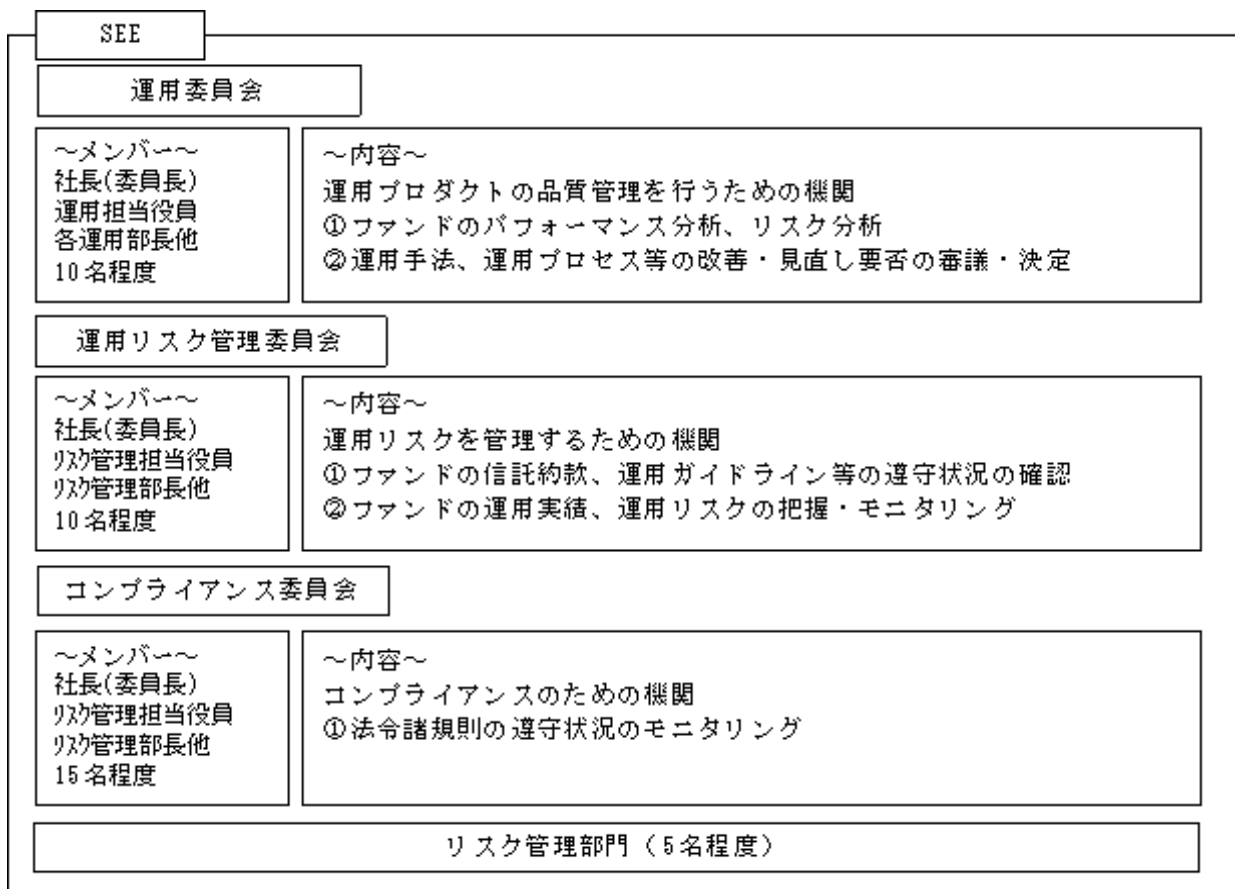 SEE
運用委員会
～メンバー～
社長(委員長)
運用担当役員
各運用部長他
10名程度
～内容～
運用プロダクトの品質管理を行うための機関
①ファンドのパフォーマンス分析、リスク分析
②運用手法、運用プロセス等の改善・見直し要否の審議・決定
運用リスク管理委員会
～メンバー～
社長(委員長)
ﾘｽｸ管理担当役員
ﾘｽｸ管理部長他
10名程度
～内容～
運用リスクを管理するための機関
①ファンドの信託約款、運用ガイドライン等の遵守状況の確認
②ファンドの運用実績、運用リスクの把握・モニタリング
コンプライアンス委員会
～メンバー～
社長(委員長)
ﾘｽｸ管理担当役員
ﾘｽｸ管理部長他
15名程度
～内容～
コンプライアンスのための機関
①法令諸規則の遵守状況のモニタリング
リスク管理部門（5名程度）